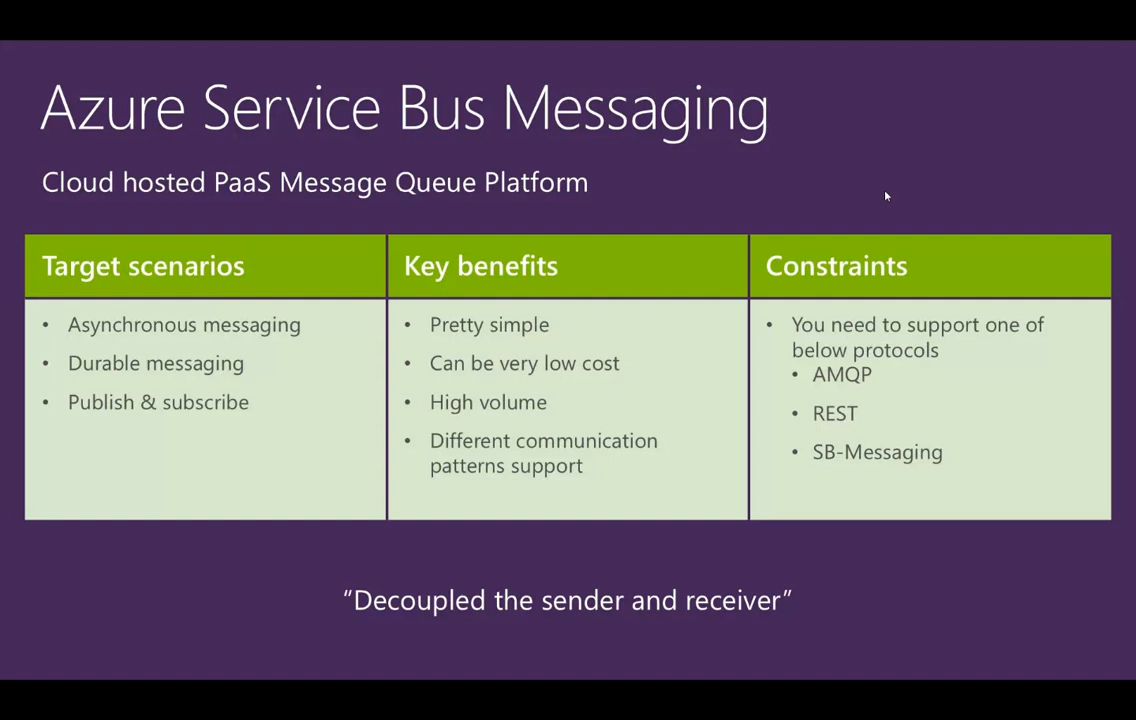 Azure Service Bus Messaging
Cloud hosted PaaS Message Queue Platform
Target scenarios
• Asynchronous messaging
• Durable messaging
• Publish & subscribe
Key benefits
• Pretty simple
• Can be very low cost
• High volume
• Different communication
patterns support
Constraints
• You need to support one of
below protocols
• AMQP
• REST
• SB-Messaging
“Decoupled the sender and receiver”